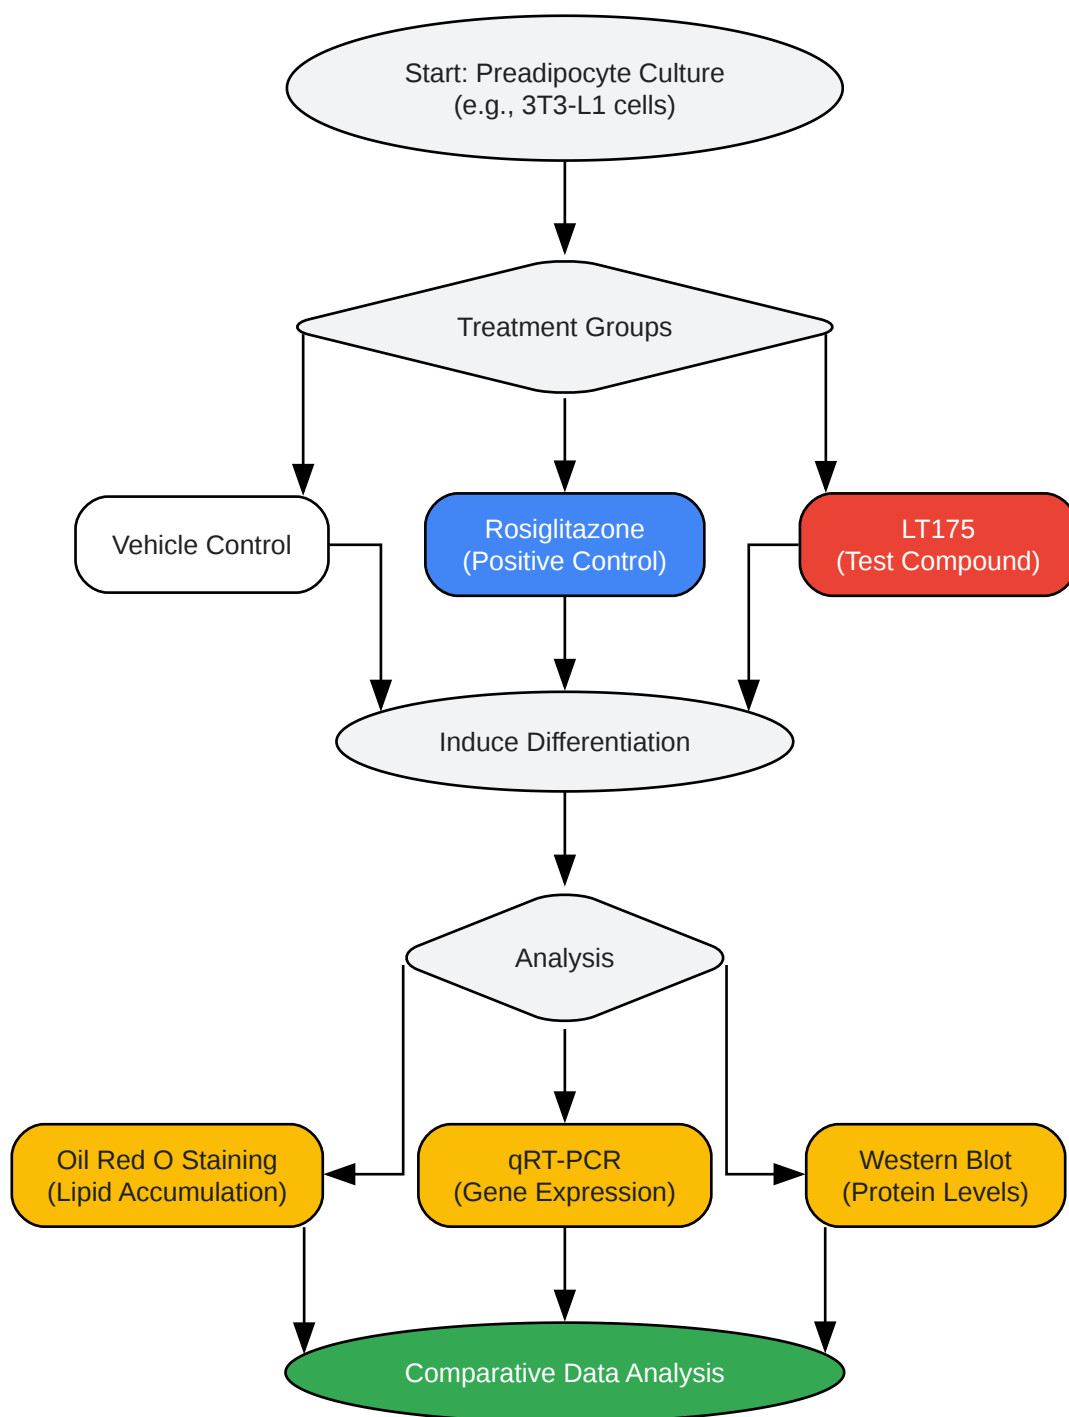 Start: Preadipocyte Culture
(e.g., 3T3-L1 cells)
Treatment Groups
Vehicle Control
Rosiglitazone
(Positive Control)
LT175
(Test Compound)
Induce Differentiation
Analysis
Oil Red O Staining
(Lipid Accumulation)
qRT-PCR
(Gene Expression)
Western Blot
(Protein Levels)
Comparative Data Analysis